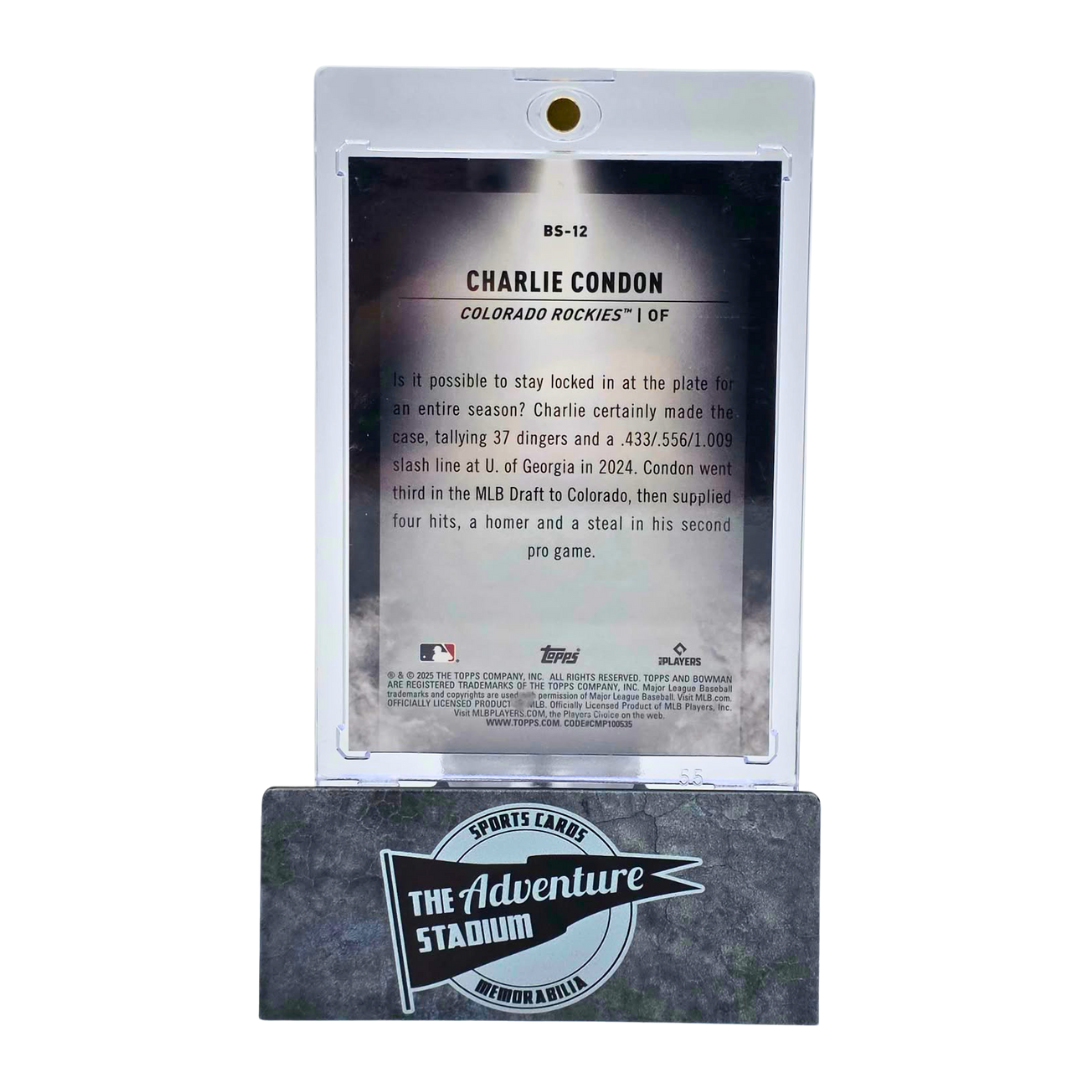 BS-12
CHARLIE CONDON
COLORADO ROCKIES™ | OF
Is it possible to stay locked in at the plate for
an entire season? Charlie certainly made the
case, tallying 37 dingers and a .433/.556/1.009
slash line at U. of Georgia in 2024. Condon went
third in the MLB Draft to Colorado, then supplied
four hits, a homer and a steal in his second
pro game.
Topps
PLAYERS
® & © 2025 THE TOPPS COMPANY, INC. ALL RIGHTS RESERVED. TOPPS AND BOWMAN
ARE REGISTERED TRADEMARKS OF THE TOPPS COMPANY, INC. Major League Baseball
trademarks and copyrights are used permission of Major League Baseball. Visit MLB.com.
OFFICIALLY LICENSED PRODUCT MLB. Officially Licensed Product of MLB Players, Inc.
Visit MLBPLAYERS.COM, the Players Choice on the web.
WWW.TOPPS.COM. CODE#CMP100535
55
SPORTS CARDS
THE Adventure
STADIUM
MEMORABILIA